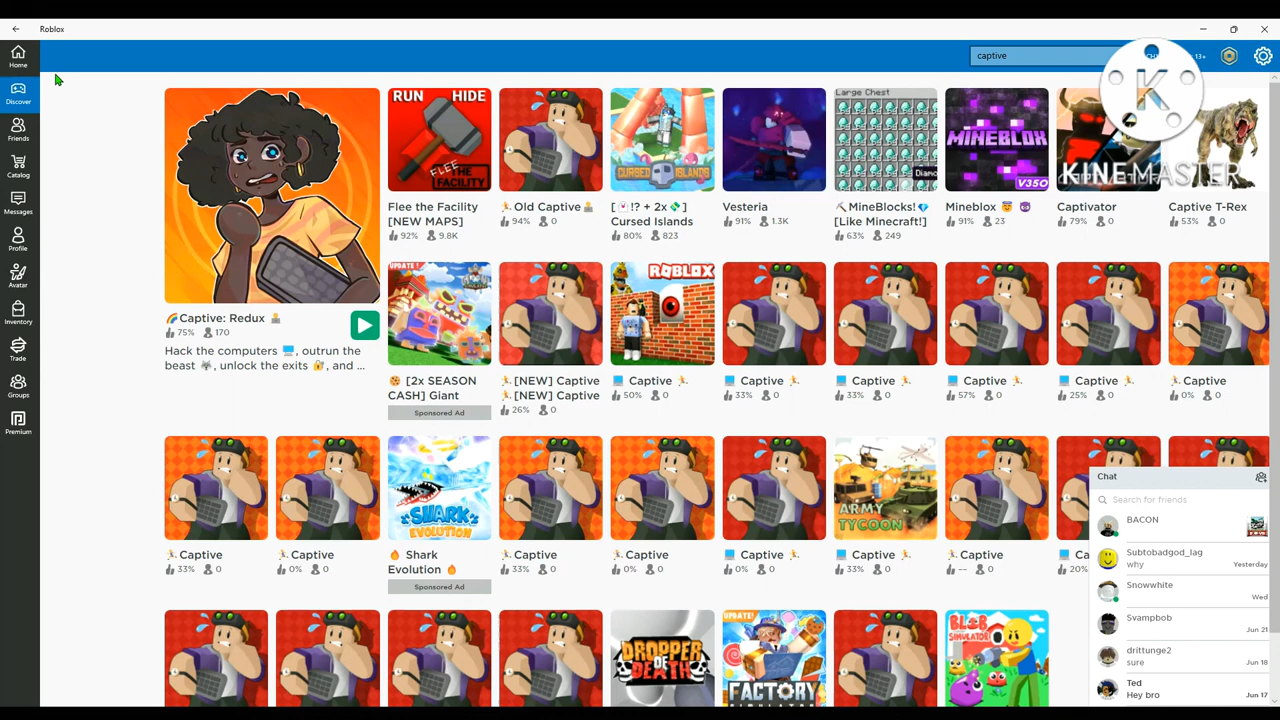 Roblox
captive
13+
Home
Discover
Friends
Catalog
Messages
Profile
Avatar
Inventory
Trade
Groups
Premium
🌈Captive: Redux
75% 170
Hack the computers 💻, outrun the
beast 🐺, unlock the exits 🔐, and ...
RUN HIDE
FLEE THE
FACILITY
Flee the Facility
[NEW MAPS]
92% 9.8K
🏃Old Captive
94% 0
CURSED ISLANDS
[👻!? + 2x💸]
Cursed Islands
80% 823
Vesteria
91% 1.3K
Large Chest
⛏️MineBlocks!💎
[Like Minecraft!]
63% 249
MINEBLOX
V350
Mineblox 😇 😈
91% 23
Captivator
79% 0
Captive T-Rex
53% 0
K
KINEMASTER
UPDATE!
🍪 [2x SEASON
CASH] Giant
Sponsored Ad
🏃[NEW] Captive
🏃[NEW] Captive
26% 0
ROBLOX
💻 Captive 🏃
50% 0
💻 Captive 🏃
33% 0
💻 Captive 🏃
33% 0
💻 Captive 🏃
57% 0
💻 Captive 🏃
25% 0
🏃Captive
0% 0
🏃Captive
33% 0
🏃Captive
0% 0
SHARK
EVOLUTION
🔥 Shark
Evolution 🔥
Sponsored Ad
🏃Captive
33% 0
🏃Captive
0% 0
💻 Captive 🏃
0% 0
ARMY
TYCOON
💻 Captive 🏃
33% 0
🏃Captive
-- 0
20%
DROPPER
OF
DEATH
UPDATE!
FACTORY
BLOB
SIMULATOR
Chat
Search for friends
BACON
Subtobadgod_lag
why Yesterday
Snowwhite
Wed
Svampbob
Jun 21
drittunge2
sure Jun 18
Ted
Hey bro Jun 17